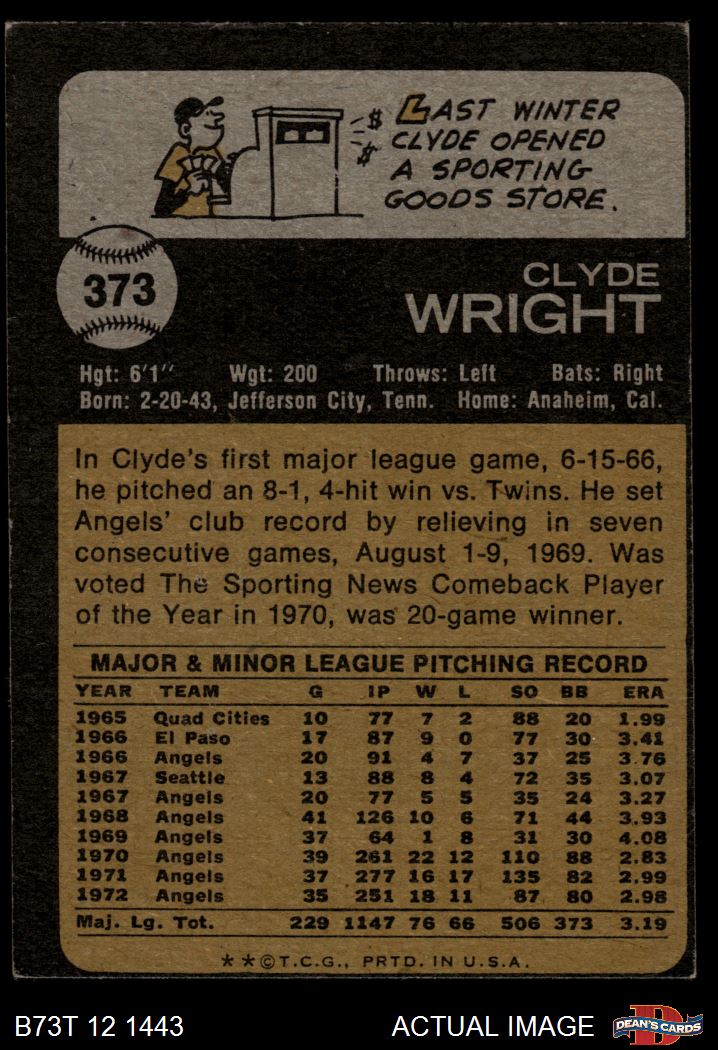 LAST WINTER
CLYDE OPENED
A SPORTING
GOODS STORE.
$
$
373
CLYDE
WRIGHT
Hgt: 6'1" Wgt: 200 Throws: Left Bats: Right
Born: 2-20-43, Jefferson City, Tenn. Home: Anaheim, Cal.
In Clyde's first major league game, 6-15-66,
he pitched an 8-1, 4-hit win vs. Twins. He set
Angels' club record by relieving in seven
consecutive games, August 1-9, 1969. Was
voted The Sporting News Comeback Player
of the Year in 1970, was 20-game winner.
MAJOR & MINOR LEAGUE PITCHING RECORD
YEAR TEAM G IP W L SO BB ERA
1965 Quad Cities 10 77 7 2 88 20 1.99
1966 El Paso 17 87 9 0 77 30 3.41
1966 Angels 20 91 4 7 37 25 3.76
1967 Seattle 13 88 8 4 72 35 3.07
1967 Angels 20 77 5 5 35 24 3.27
1968 Angels 41 126 10 6 71 44 3.93
1969 Angels 37 64 1 8 31 30 4.08
1970 Angels 39 261 22 12 110 88 2.83
1971 Angels 37 277 16 17 135 82 2.99
1972 Angels 35 251 18 11 87 80 2.98
Maj. Lg. Tot. 229 1147 76 66 506 373 3.19
**©T.C.G., PRTD. IN U.S.A.
B73T 12 1443 ACTUAL IMAGE D DEAN'S CARDS